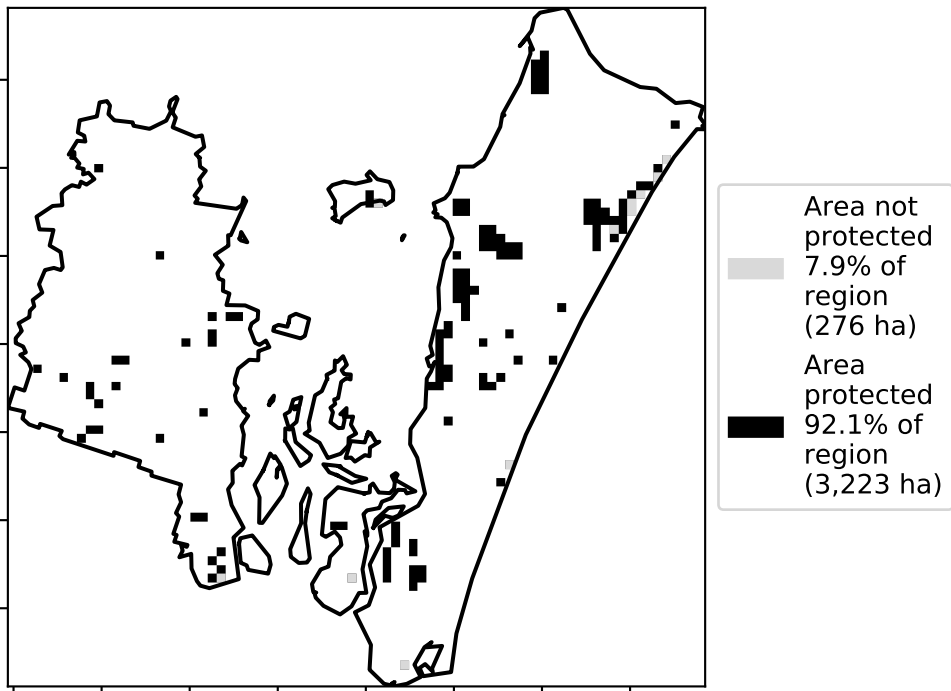 Area not
protected
7.9% of
region
(276 ha)
Area
protected
92.1% of
region
(3,223 ha)